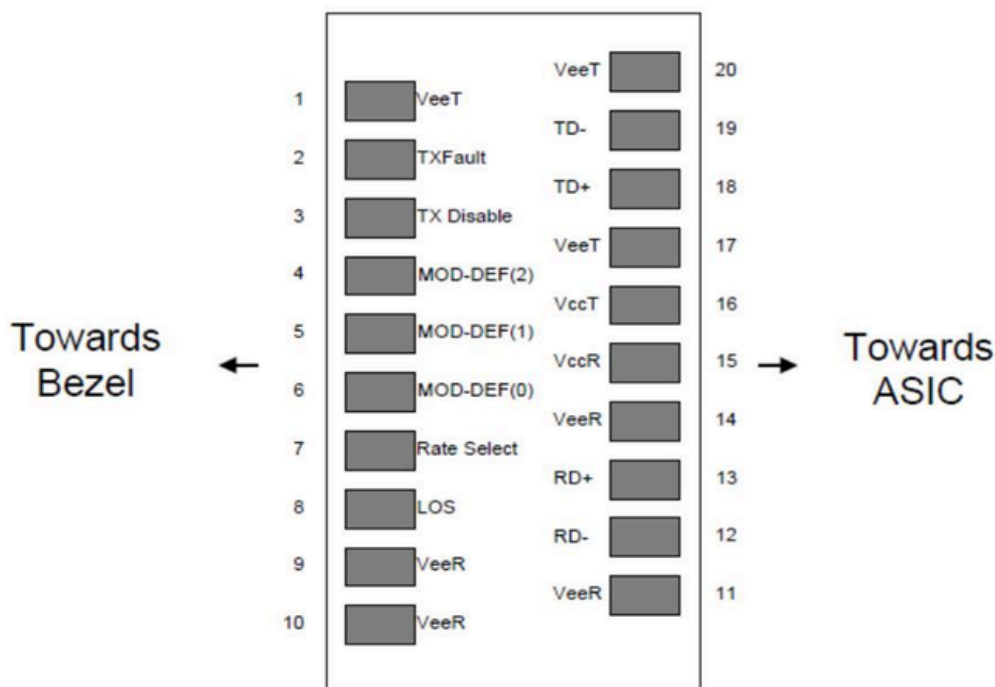 VeeT 20
1 VeeT
TD- 19
2 TXFault
TD+ 18
3 TX Disable
VeeT 17
4 MOD-DEF(2)
VccT 16
5 MOD-DEF(1)
Towards
Bezel
VccR 15
Towards
ASIC
6 MOD-DEF(0)
VeeR 14
7 Rate Select
RD+ 13
8 LOS
RD- 12
9 VeeR
VeeR 11
10 VeeR